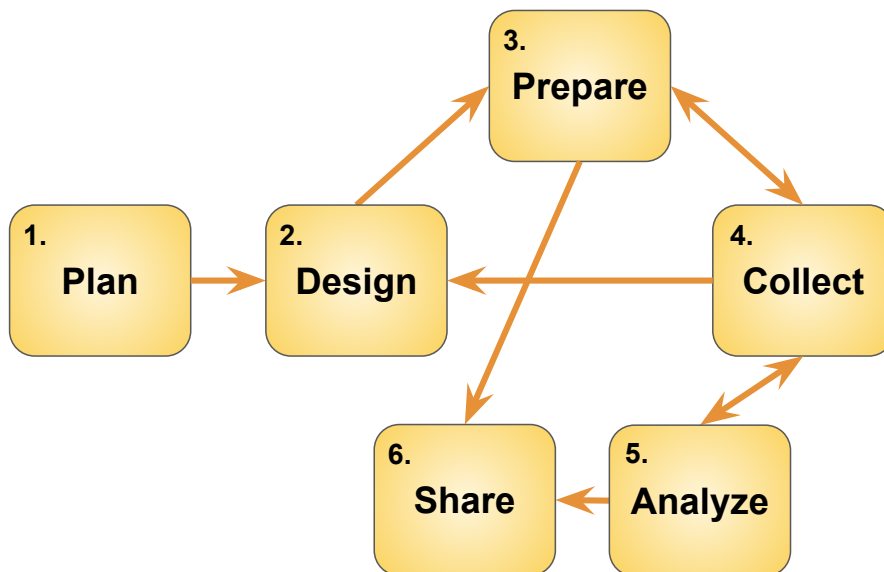 1.
Plan
2.
Design
3.
Prepare
4.
Collect
5.
Analyze
6.
Share